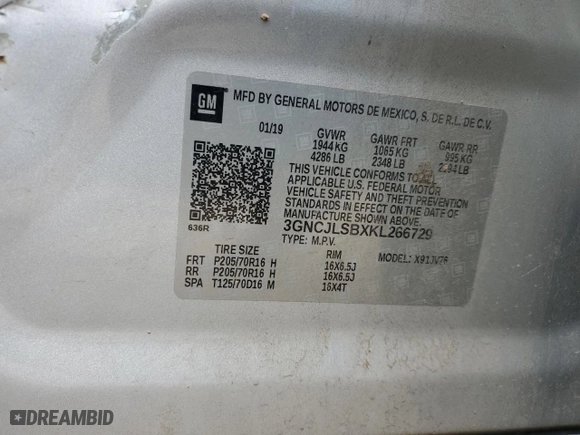 GM
MFD BY GENERAL MOTORS DE MEXICO, S. DE R.L. DE C.V.
01/19 GVWR GAWR FRT GAWR RR
1944 KG 1065 KG 995 KG
4286 LB 2348 LB 2194 LB
THIS VEHICLE CONFORMS TO ALL
APPLICABLE U.S. FEDERAL MOTOR
VEHICLE SAFETY AND THEFT PREVENTION
STANDARDS IN EFFECT ON THE DATE OF
MANUFACTURE SHOWN ABOVE.
636R 3GNCJLSBXKL266729
TYPE: M.P.V. MODEL: X91JV76
TIRE SIZE RIM
FRT P205/70R16 H 16X6.5J
RR P205/70R16 H 16X6.5J
SPA T125/70D16 M 16X4T
DREAMBID